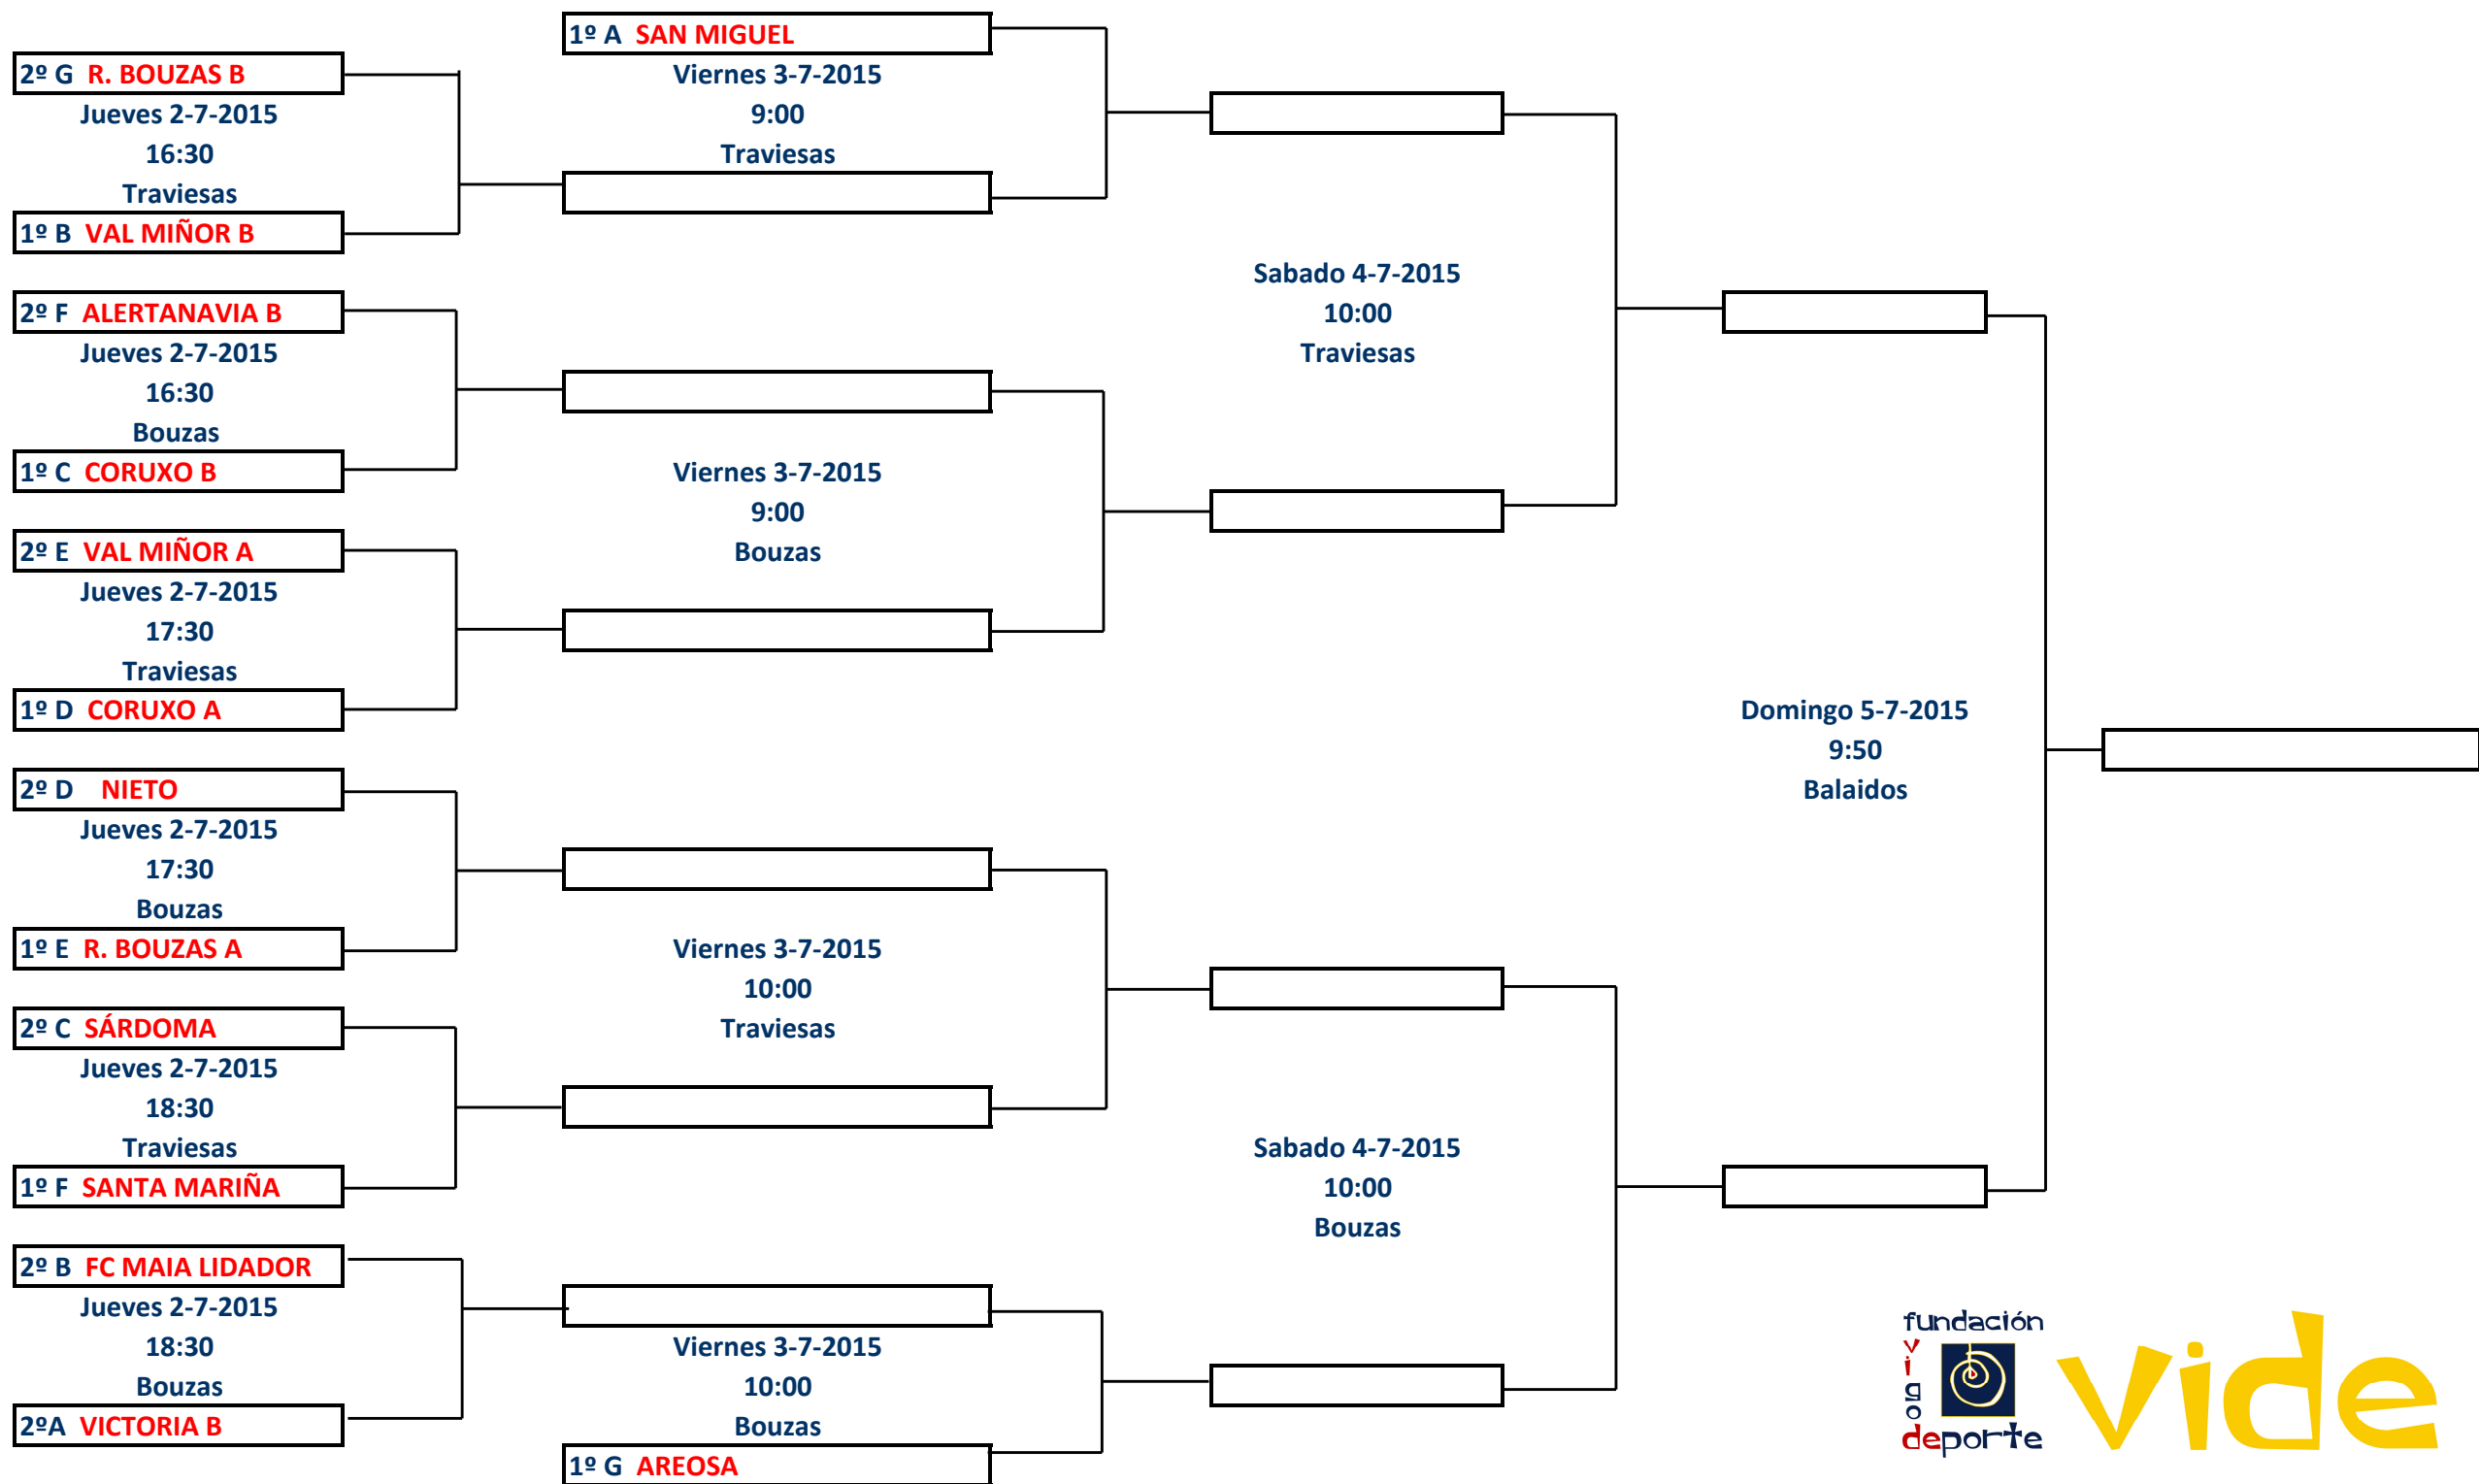 2º G R. BOUZAS B
Jueves 2-7-2015
16:30
Traviesas
1º B VAL MIÑOR B
2º F ALERTANAVIA B
Jueves 2-7-2015
16:30
Bouzas
1º C CORUXO B
2º E VAL MIÑOR A
Jueves 2-7-2015
17:30
Traviesas
1º D CORUXO A
2º D NIETO
Jueves 2-7-2015
17:30
Bouzas
1º E R. BOUZAS A
2º C SÁRDOMA
Jueves 2-7-2015
18:30
Traviesas
1º F SANTA MARIÑA
2º B FC MAIA LIDADOR
Jueves 2-7-2015
18:30
Bouzas
2ºA VICTORIA B
1º A SAN MIGUEL
Viernes 3-7-2015
9:00
Traviesas
Viernes 3-7-2015
9:00
Bouzas
Viernes 3-7-2015
10:00
Traviesas
Viernes 3-7-2015
10:00
Bouzas
1º G AREOSA
Sabado 4-7-2015
10:00
Traviesas
Sabado 4-7-2015
10:00
Bouzas
Domingo 5-7-2015
9:50
Balaidos
fundación
vigo
deporte
vide